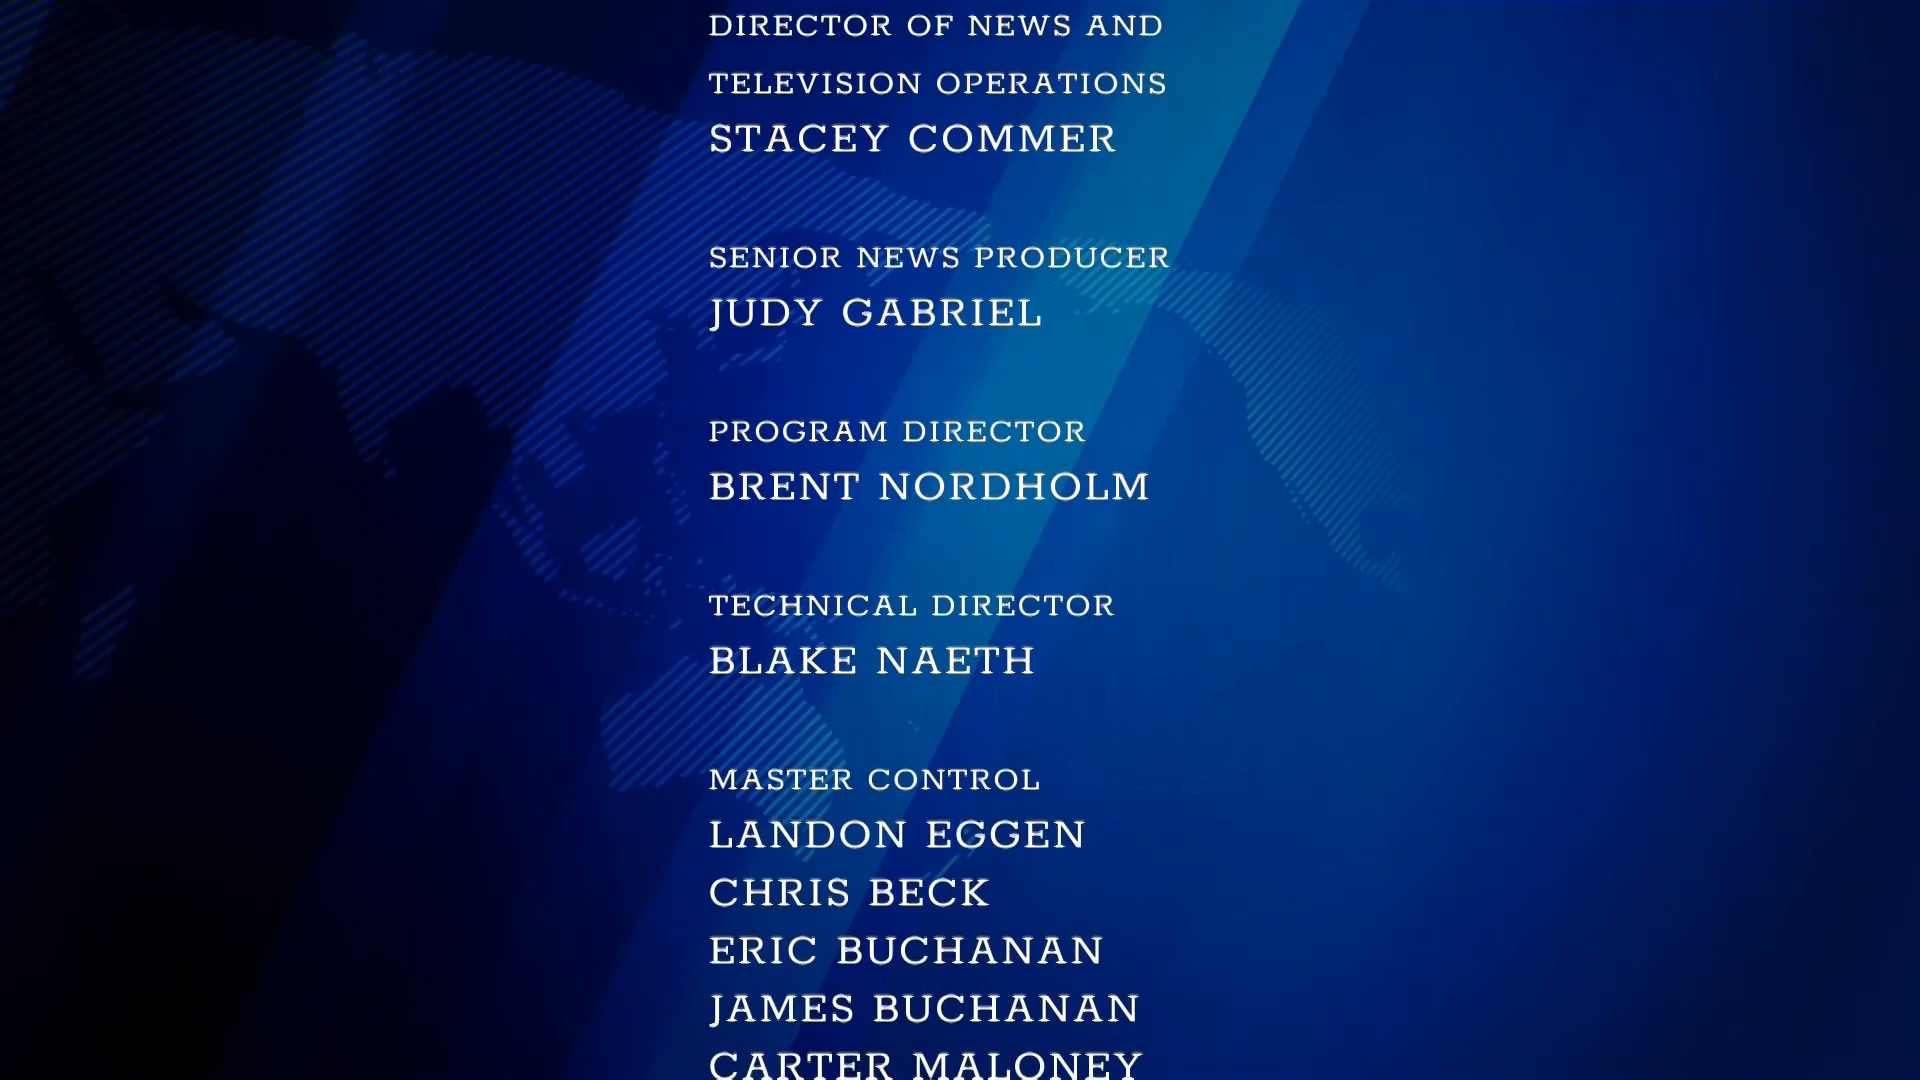 DIRECTOR OF NEWS AND
TELEVISION OPERATIONS
STACEY COMMER
SENIOR NEWS PRODUCER
JUDY GABRIEL
PROGRAM DIRECTOR
BRENT NORDHOLM
TECHNICAL DIRECTOR
BLAKE NAETH
MASTER CONTROL
LANDON EGGEN
CHRIS BECK
ERIC BUCHANAN
JAMES BUCHANAN
CARTER MALONEY